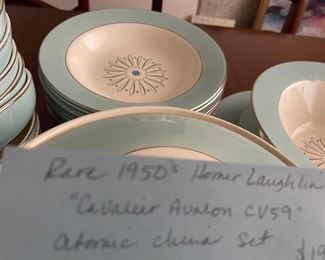 Rare 1950's Homer Laughlin
"Cavalier Avalon CV59"
atomic china Set